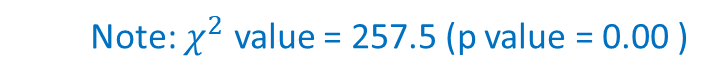 Note: χ² value = 257.5 (p value = 0.00 )